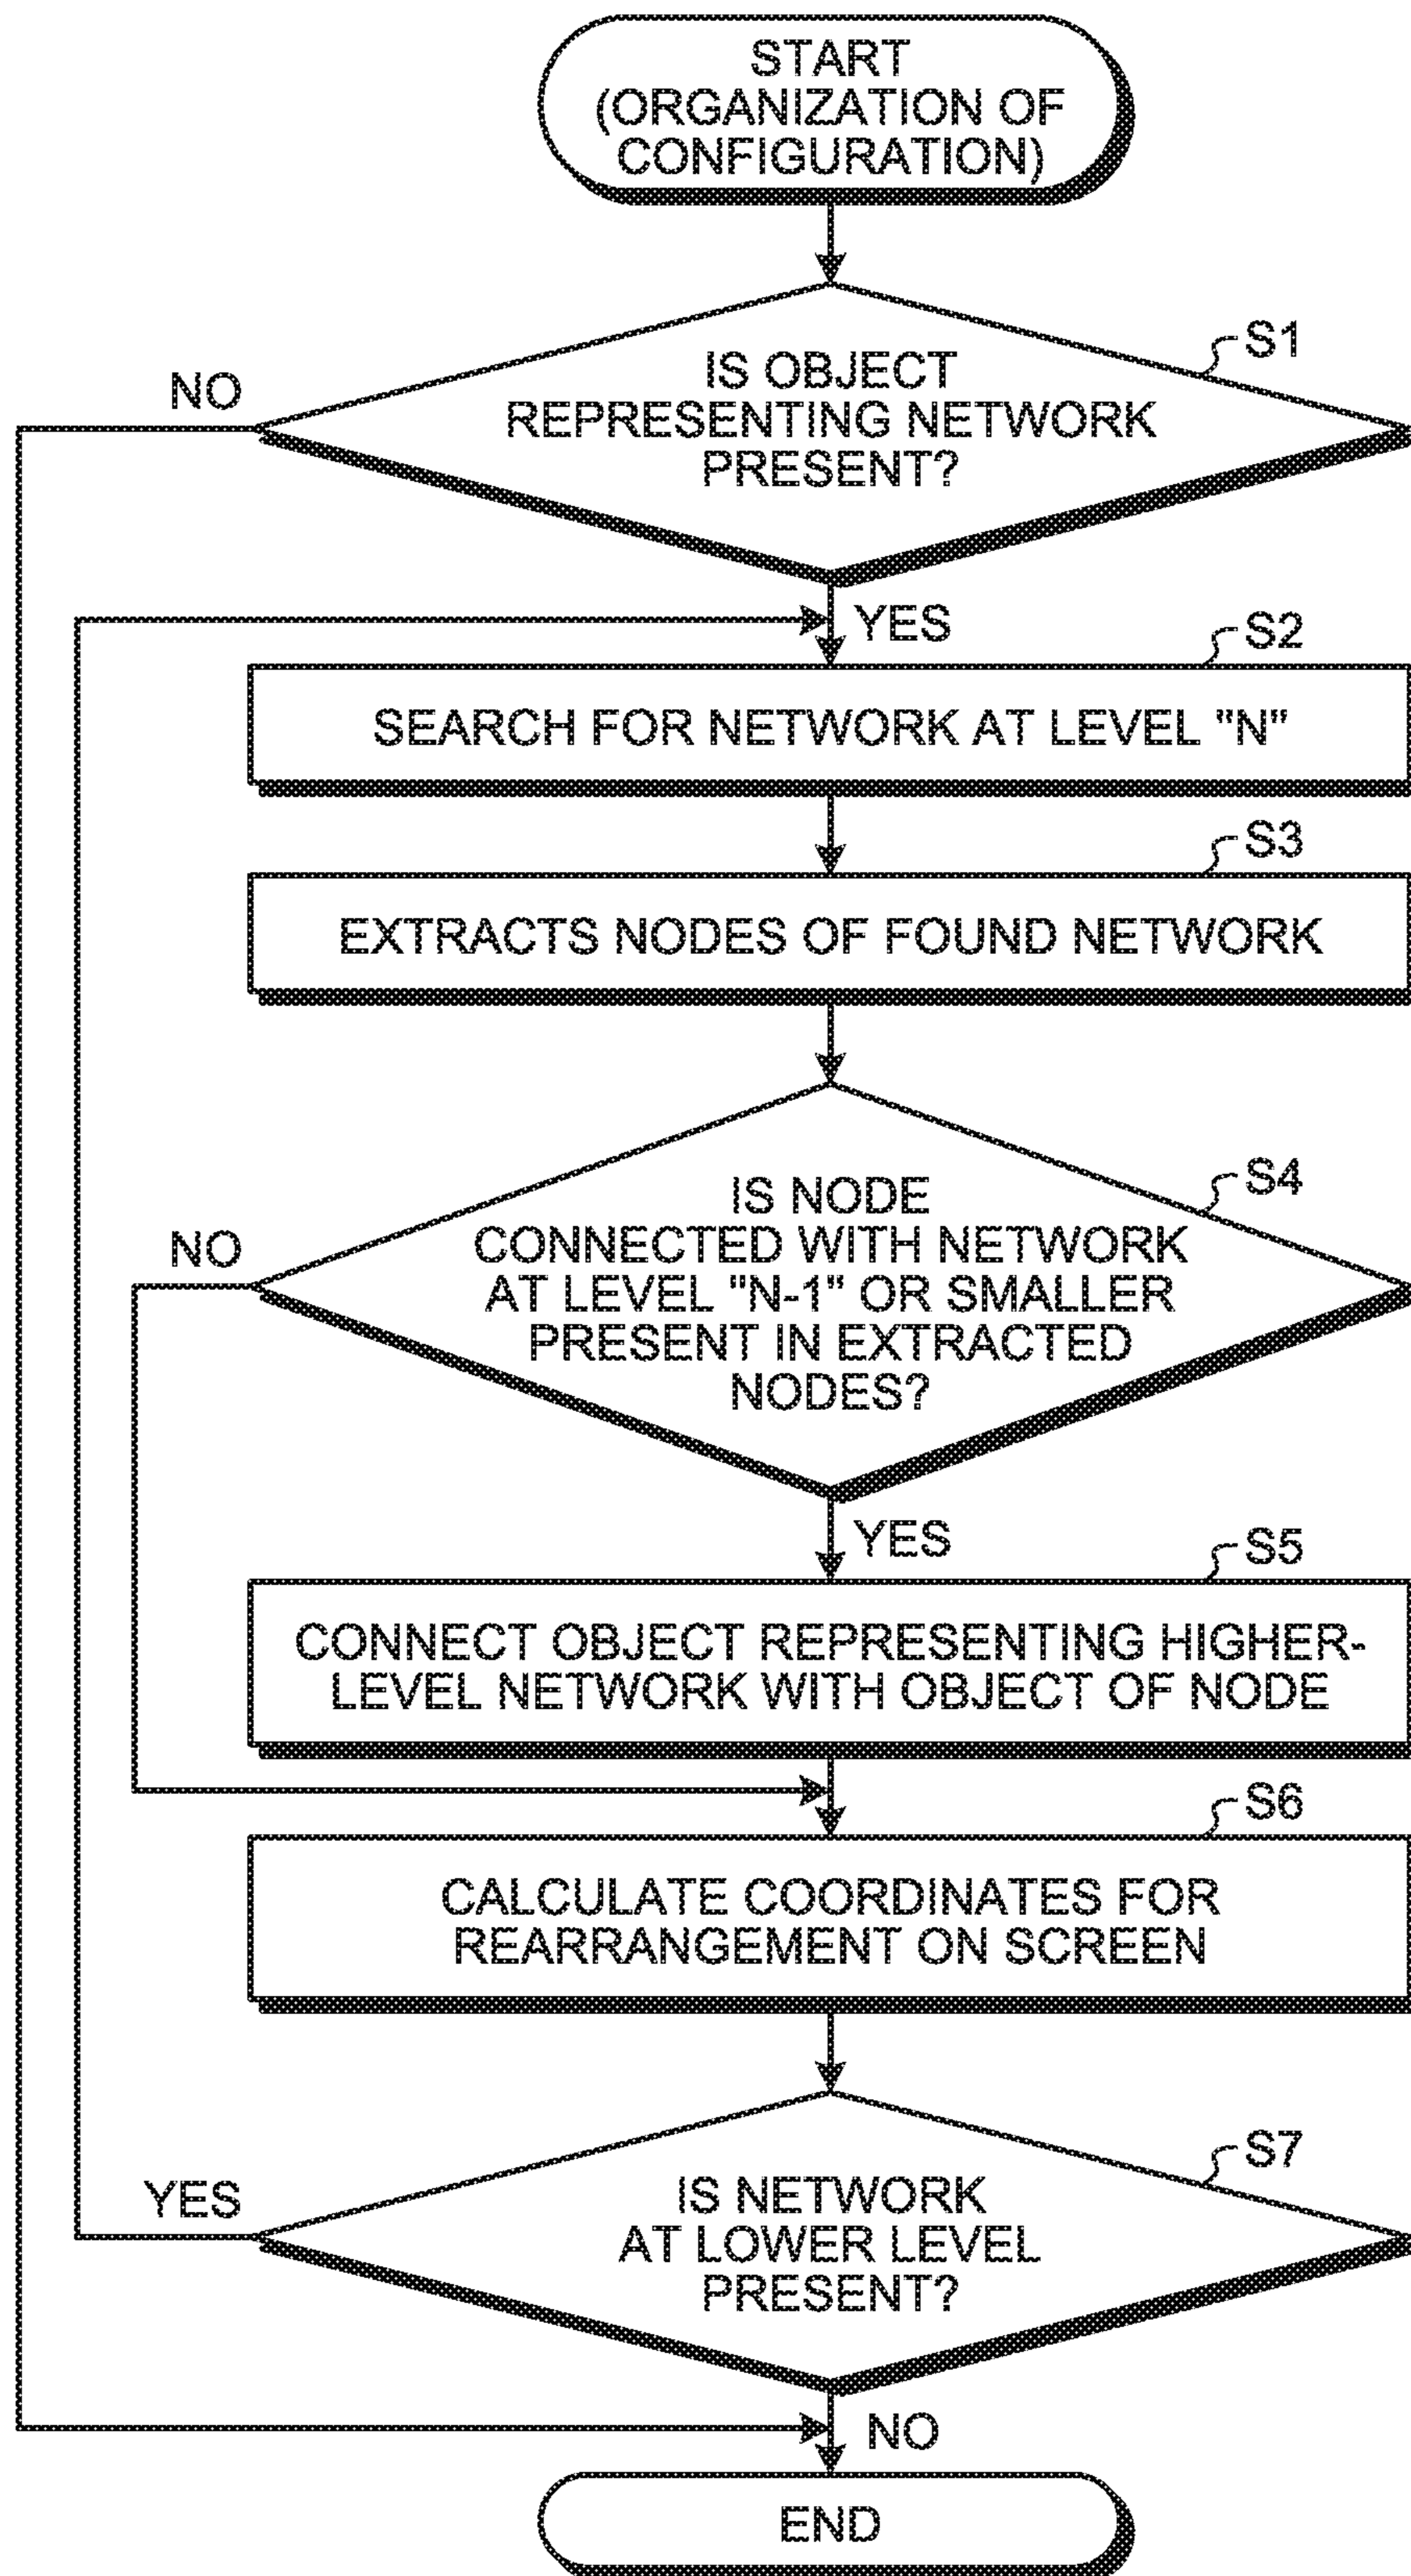 START
(ORGANIZATION OF
CONFIGURATION)
S1
IS OBJECT
REPRESENTING NETWORK
PRESENT?
NO
YES
S2
SEARCH FOR NETWORK AT LEVEL "N"
S3
EXTRACTS NODES OF FOUND NETWORK
S4
IS NODE
CONNECTED WITH NETWORK
AT LEVEL "N-1" OR SMALLER
PRESENT IN EXTRACTED
NODES?
NO
YES
S5
CONNECT OBJECT REPRESENTING HIGHER-
LEVEL NETWORK WITH OBJECT OF NODE
S6
CALCULATE COORDINATES FOR
REARRANGEMENT ON SCREEN
S7
YES
IS NETWORK
AT LOWER LEVEL
PRESENT?
NO
END